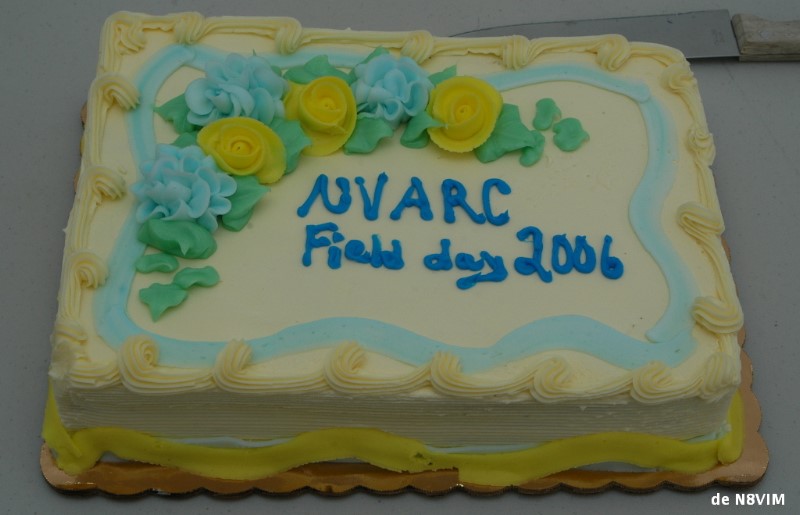 NVARC
Field day 2006
de N8VIM